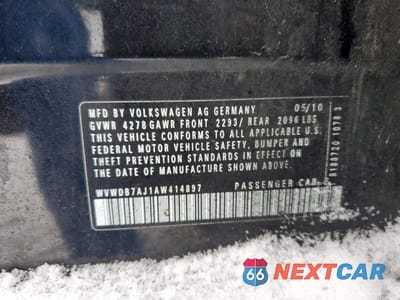 MFD BY VOLKSWAGEN AG GERMANY 05/10
GVWR 4278 GAWR FRONT 2293/ REAR 2096 LBS
THIS VEHICLE CONFORMS TO ALL APPLICABLE U.S.
FEDERAL MOTOR VEHICLE SAFETY, BUMPER AND
THEFT PREVENTION STANDARDS IN EFFECT ON
THE DATE OF MANUFACTURE SHOWN ABOVE.
WVWDB7AJ1AW414897 PASSENGER CAR
66 NEXTCAR